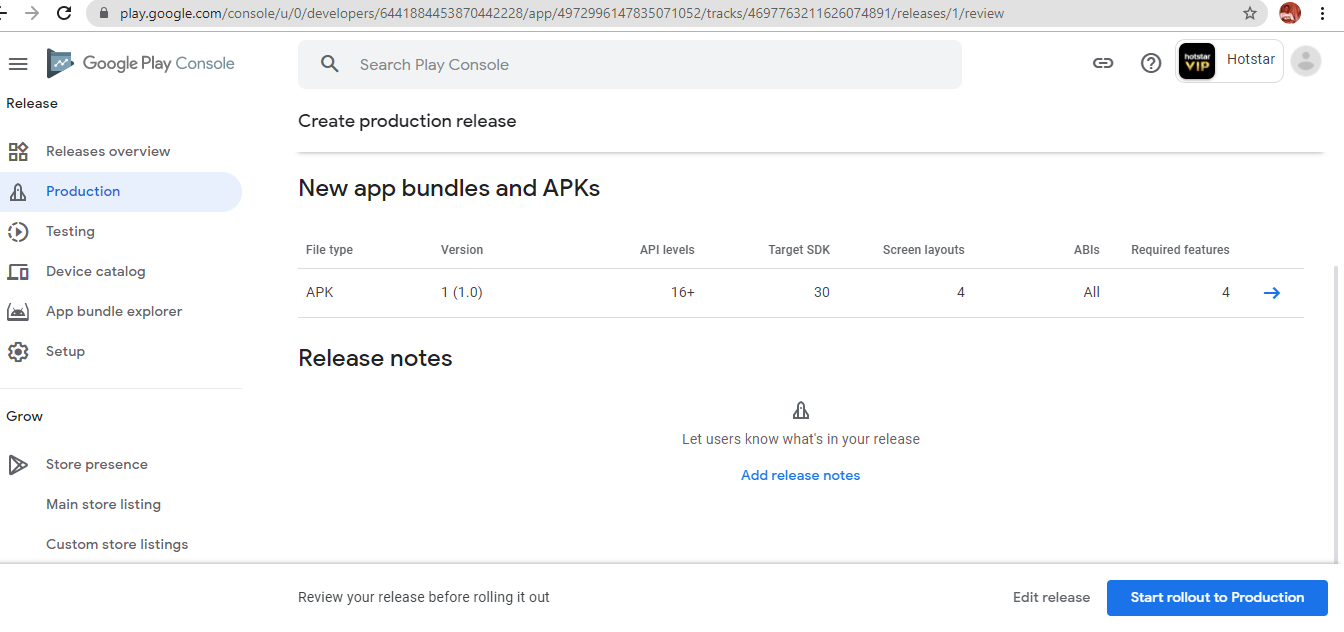 play.google.com/console/u/0/developers/6441884453870442228/app/4972996147835071052/tracks/4697763211626074891/releases/1/review
Google Play Console
Search Play Console
hotstar
VIP
Hotstar
Release
Releases overview
Production
Testing
Device catalog
App bundle explorer
Setup
Grow
Store presence
Main store listing
Custom store listings
Create production release
New app bundles and APKs
File type Version API levels Target SDK Screen layouts ABIs Required features
APK 1 (1.0) 16+ 30 4 All 4
Release notes
Let users know what's in your release
Add release notes
Review your release before rolling it out
Edit release
Start rollout to Production